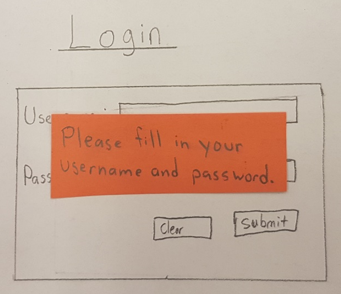 Login
Use
Please fill in your
username and password.
Pass
Clear Submit